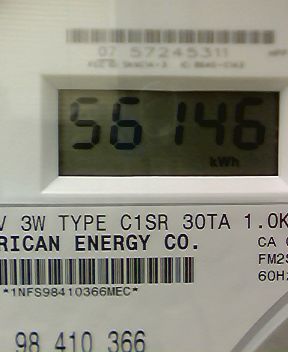 07 57245311
56146
kWh
V 3W TYPE C1SR 30TA 1.0K
RICAN ENERGY CO.
CA
FM2S
60Hz
*1NFS98410366MEC*
98 410 366